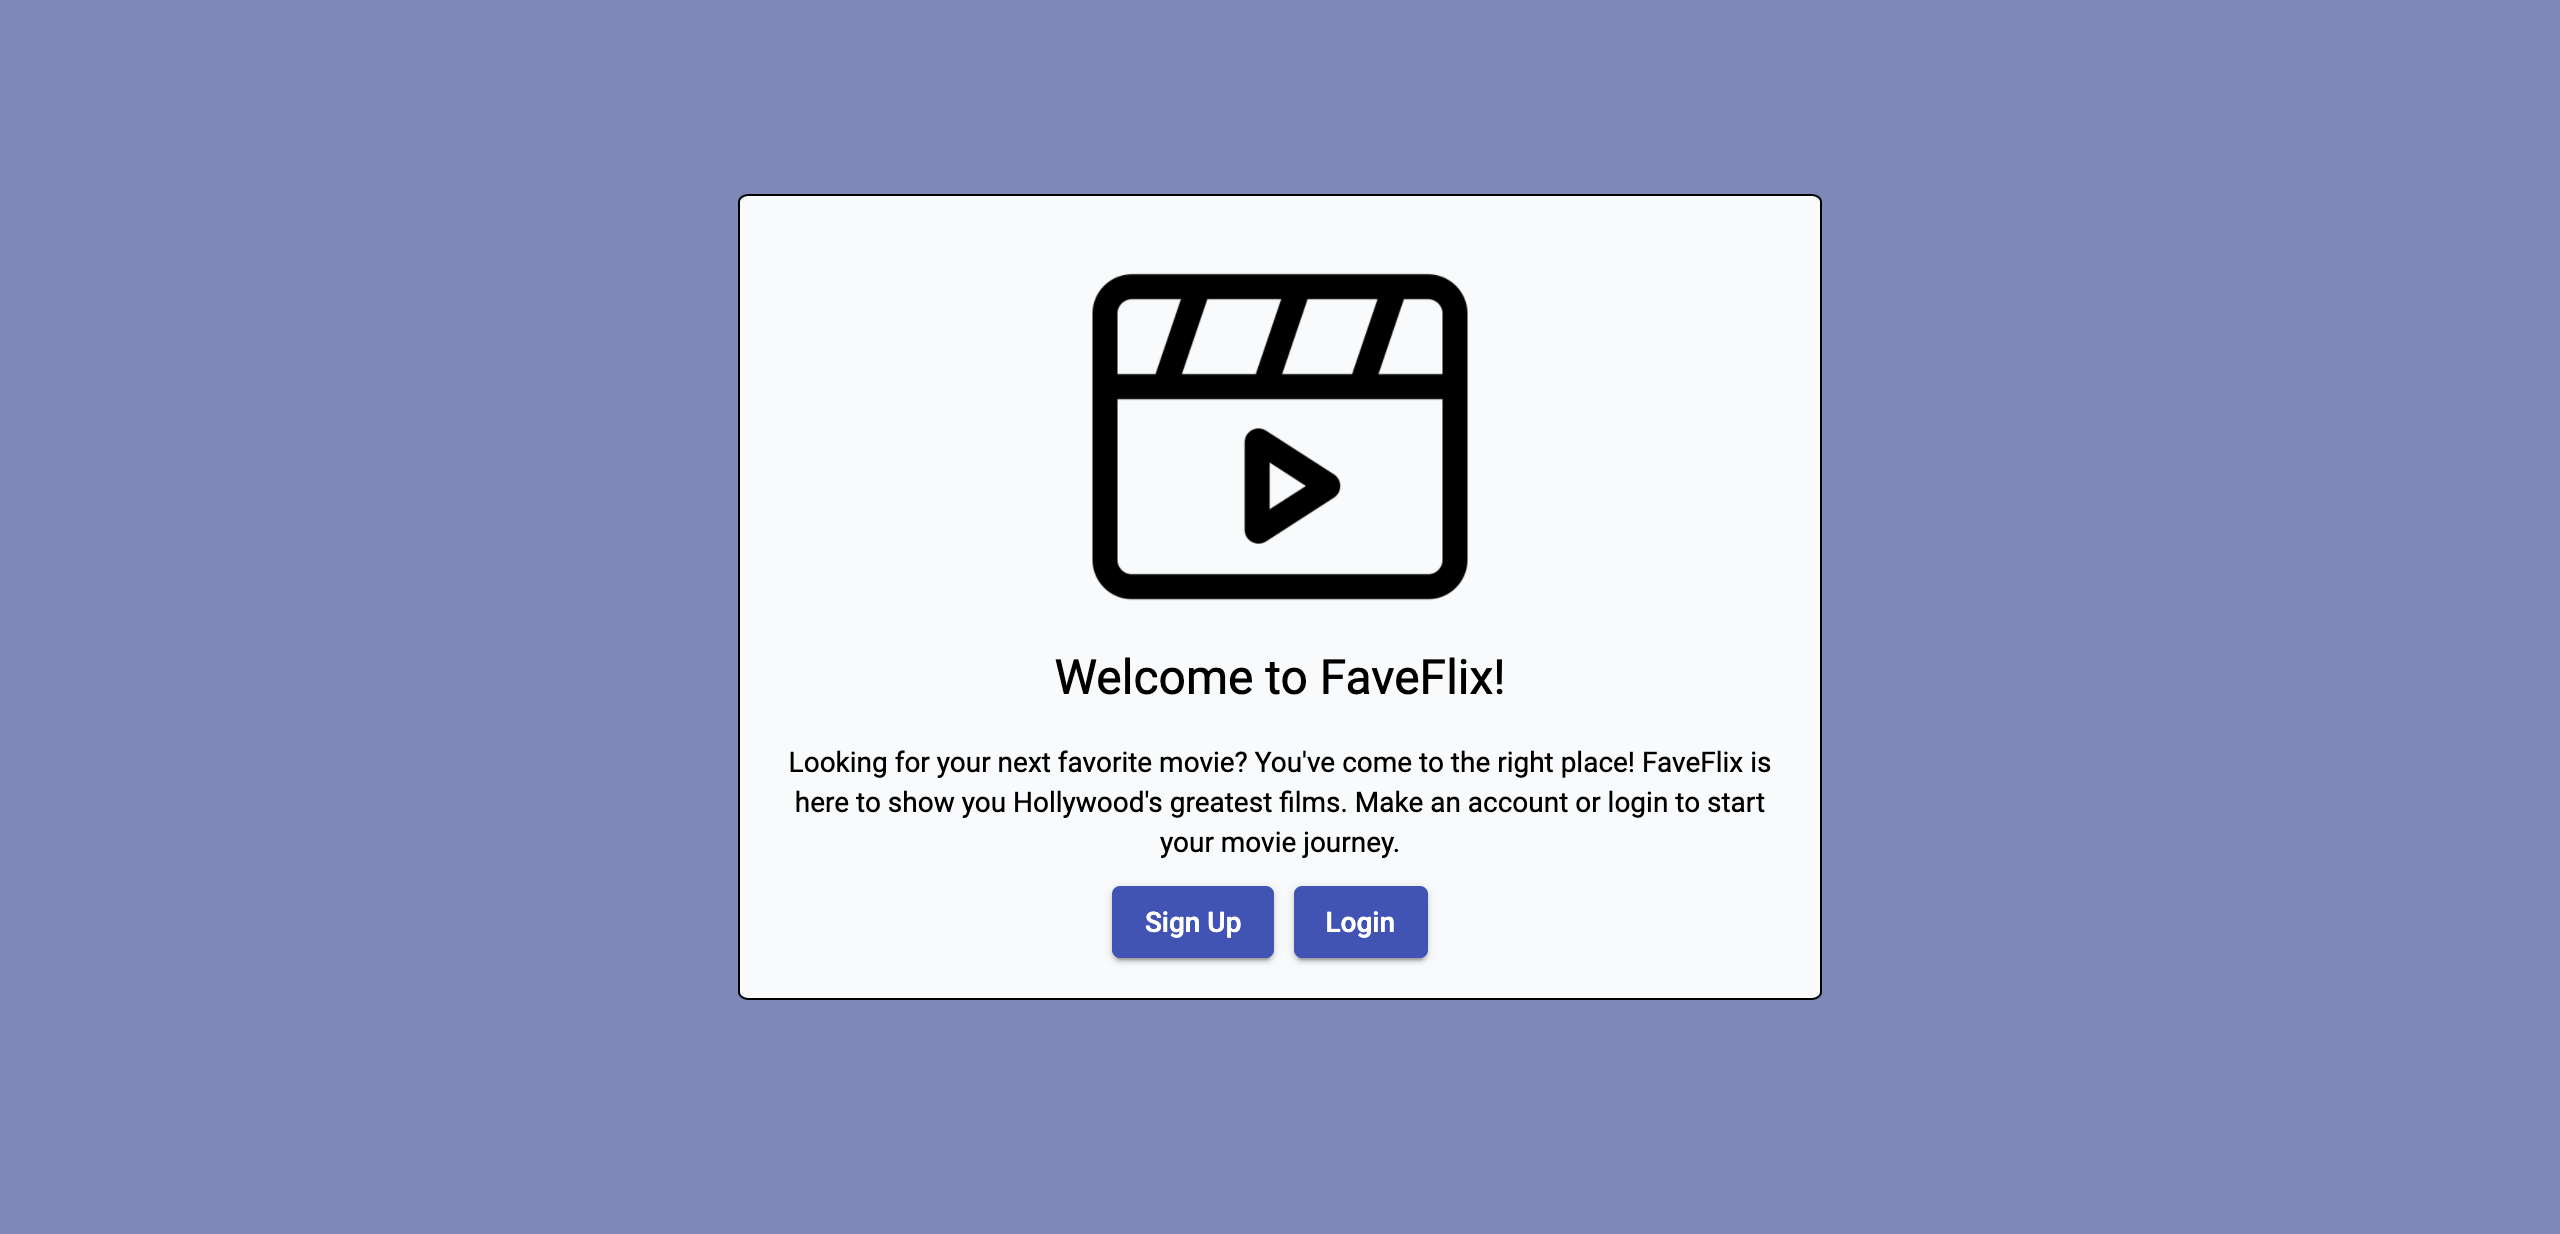 Welcome to FaveFlix!
Looking for your next favorite movie? You've come to the right place! FaveFlix is
here to show you Hollywood's greatest films. Make an account or login to start
your movie journey.
Sign Up Login